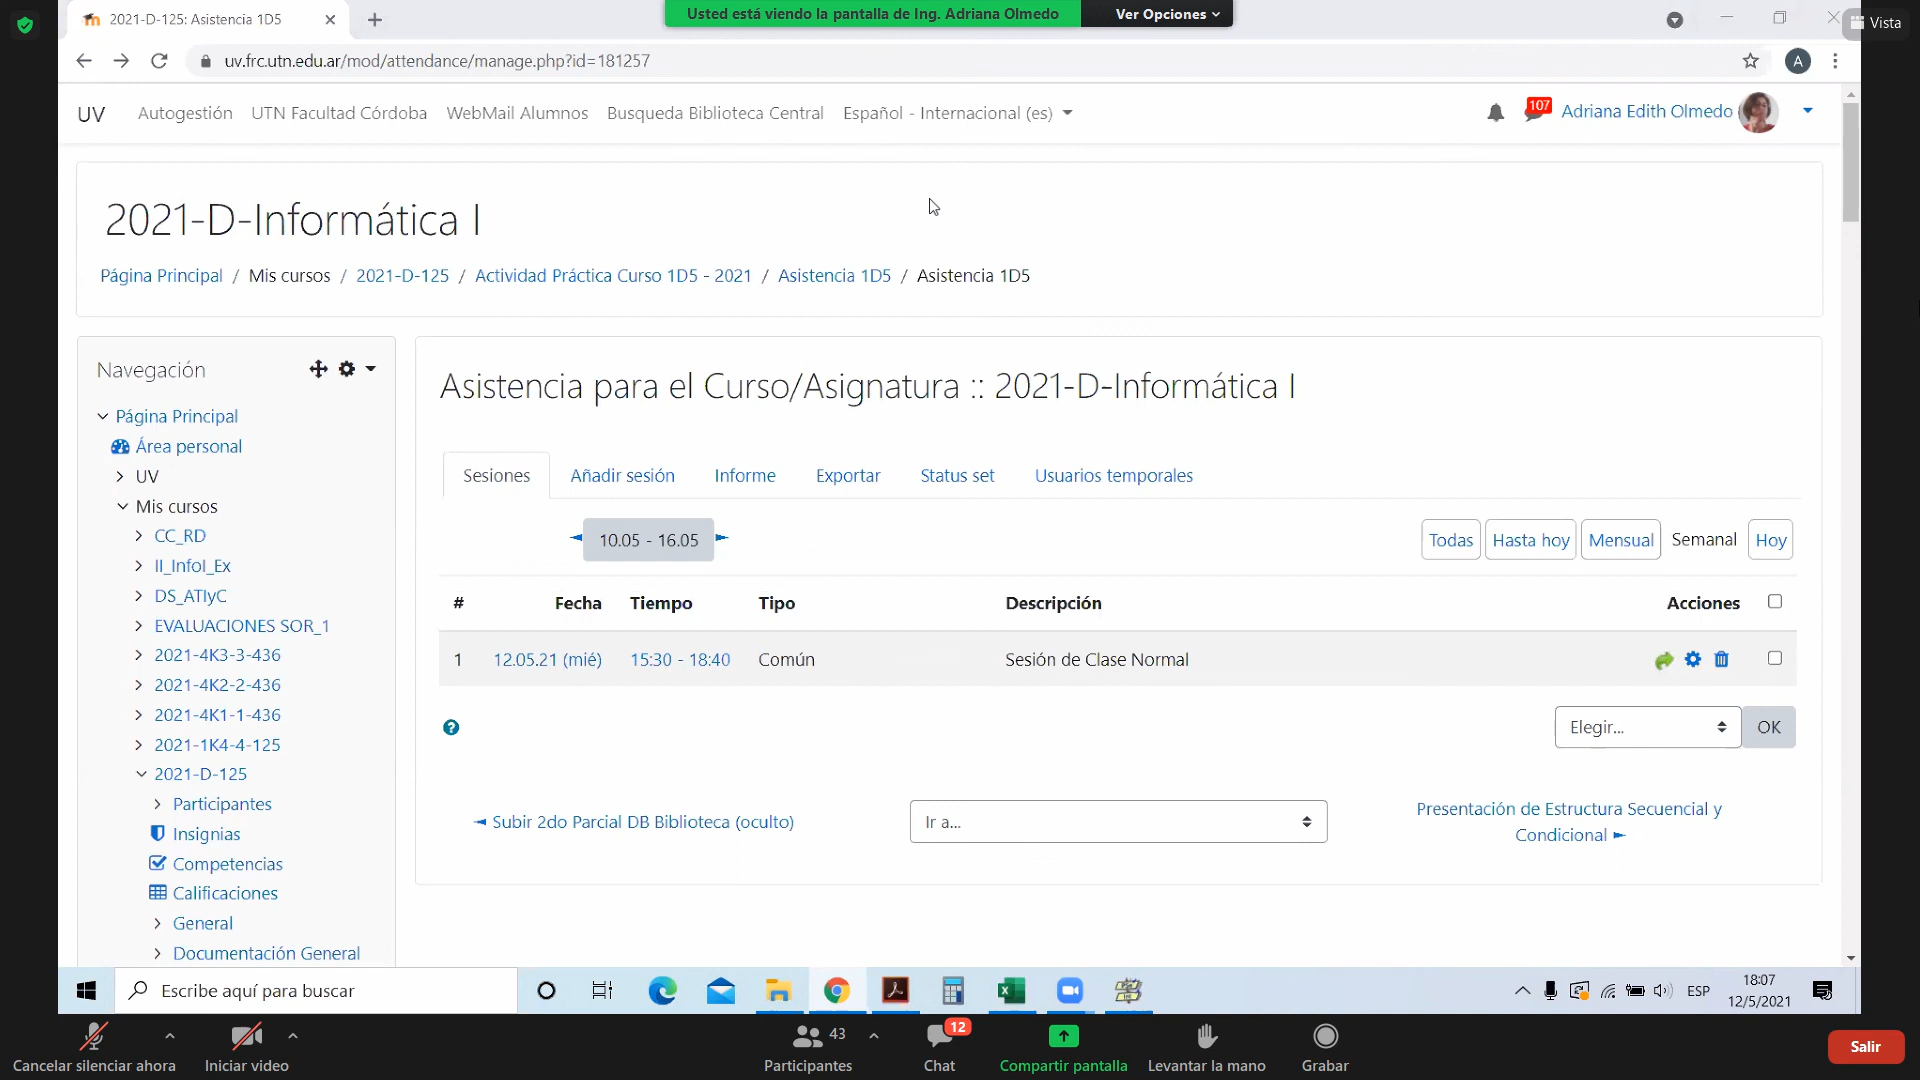 2021-D-125: Asistencia 1D5
Usted está viendo la pantalla de Ing. Adriana Olmedo
Ver Opciones
Vista
uv.frc.utn.edu.ar/mod/attendance/manage.php?id=181257
A
UV Autogestión UTN Facultad Córdoba WebMail Alumnos Busqueda Biblioteca Central Español - Internacional (es)
107 Adriana Edith Olmedo
2021-D-Informática I
Página Principal / Mis cursos / 2021-D-125 / Actividad Práctica Curso 1D5 - 2021 / Asistencia 1D5 / Asistencia 1D5
Navegación
Página Principal
Área personal
UV
Mis cursos
CC_RD
II_InfoI_Ex
DS_ATIyC
EVALUACIONES SOR_1
2021-4K3-3-436
2021-4K2-2-436
2021-4K1-1-436
2021-1K4-4-125
2021-D-125
Participantes
Insignias
Competencias
Calificaciones
General
Documentación General
Asistencia para el Curso/Asignatura :: 2021-D-Informática I
Sesiones Añadir sesión Informe Exportar Status set Usuarios temporales
10.05 - 16.05
Todas Hasta hoy Mensual Semanal Hoy
# Fecha Tiempo Tipo Descripción Acciones
1 12.05.21 (mié) 15:30 - 18:40 Común Sesión de Clase Normal
?
Elegir... OK
◄ Subir 2do Parcial DB Biblioteca (oculto)
Ir a...
Presentación de Estructura Secuencial y
Condicional ►
Escribe aquí para buscar
ESP
18:07
12/5/2021
Cancelar silenciar ahora
Iniciar video
43
Participantes
12
Chat
Compartir pantalla
Levantar la mano
Grabar
Salir